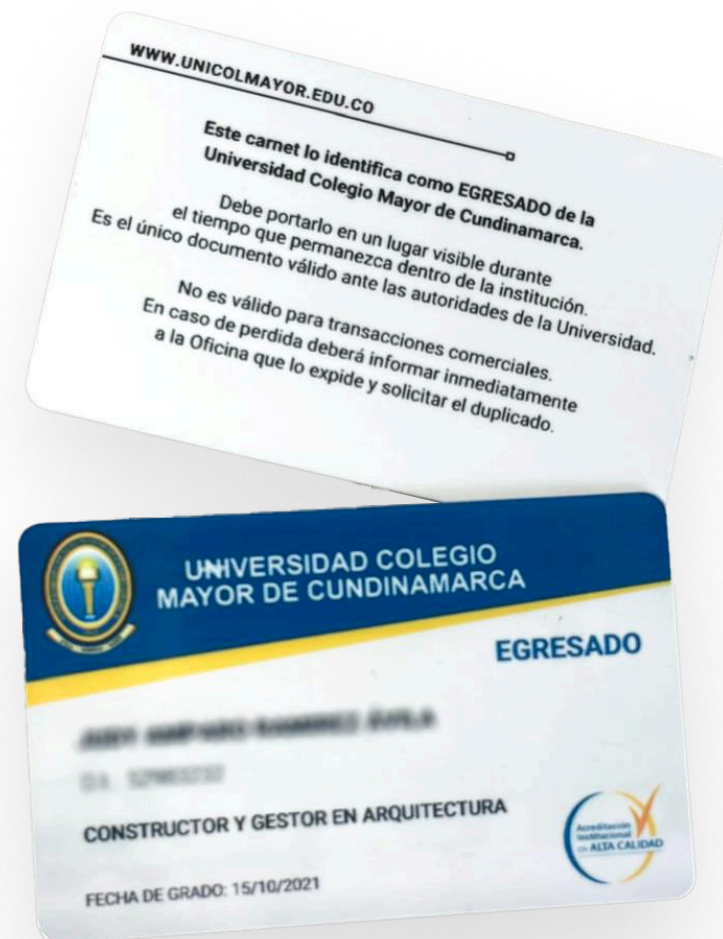 WWW.UNICOLMAYOR.EDU.CO
Este carnet lo identifica como EGRESADO de la
Universidad Colegio Mayor de Cundinamarca.
Debe portarlo en un lugar visible durante
el tiempo que permanezca dentro de la institución.
Es el único documento válido ante las autoridades de la Universidad.
No es válido para transacciones comerciales.
En caso de perdida deberá informar inmediatamente
a la Oficina que lo expide y solicitar el duplicado.
UNIVERSIDAD COLEGIO
MAYOR DE CUNDINAMARCA
EGRESADO
CONSTRUCTOR Y GESTOR EN ARQUITECTURA
FECHA DE GRADO: 15/10/2021
Acreditación
Institucional
EN ALTA CALIDAD